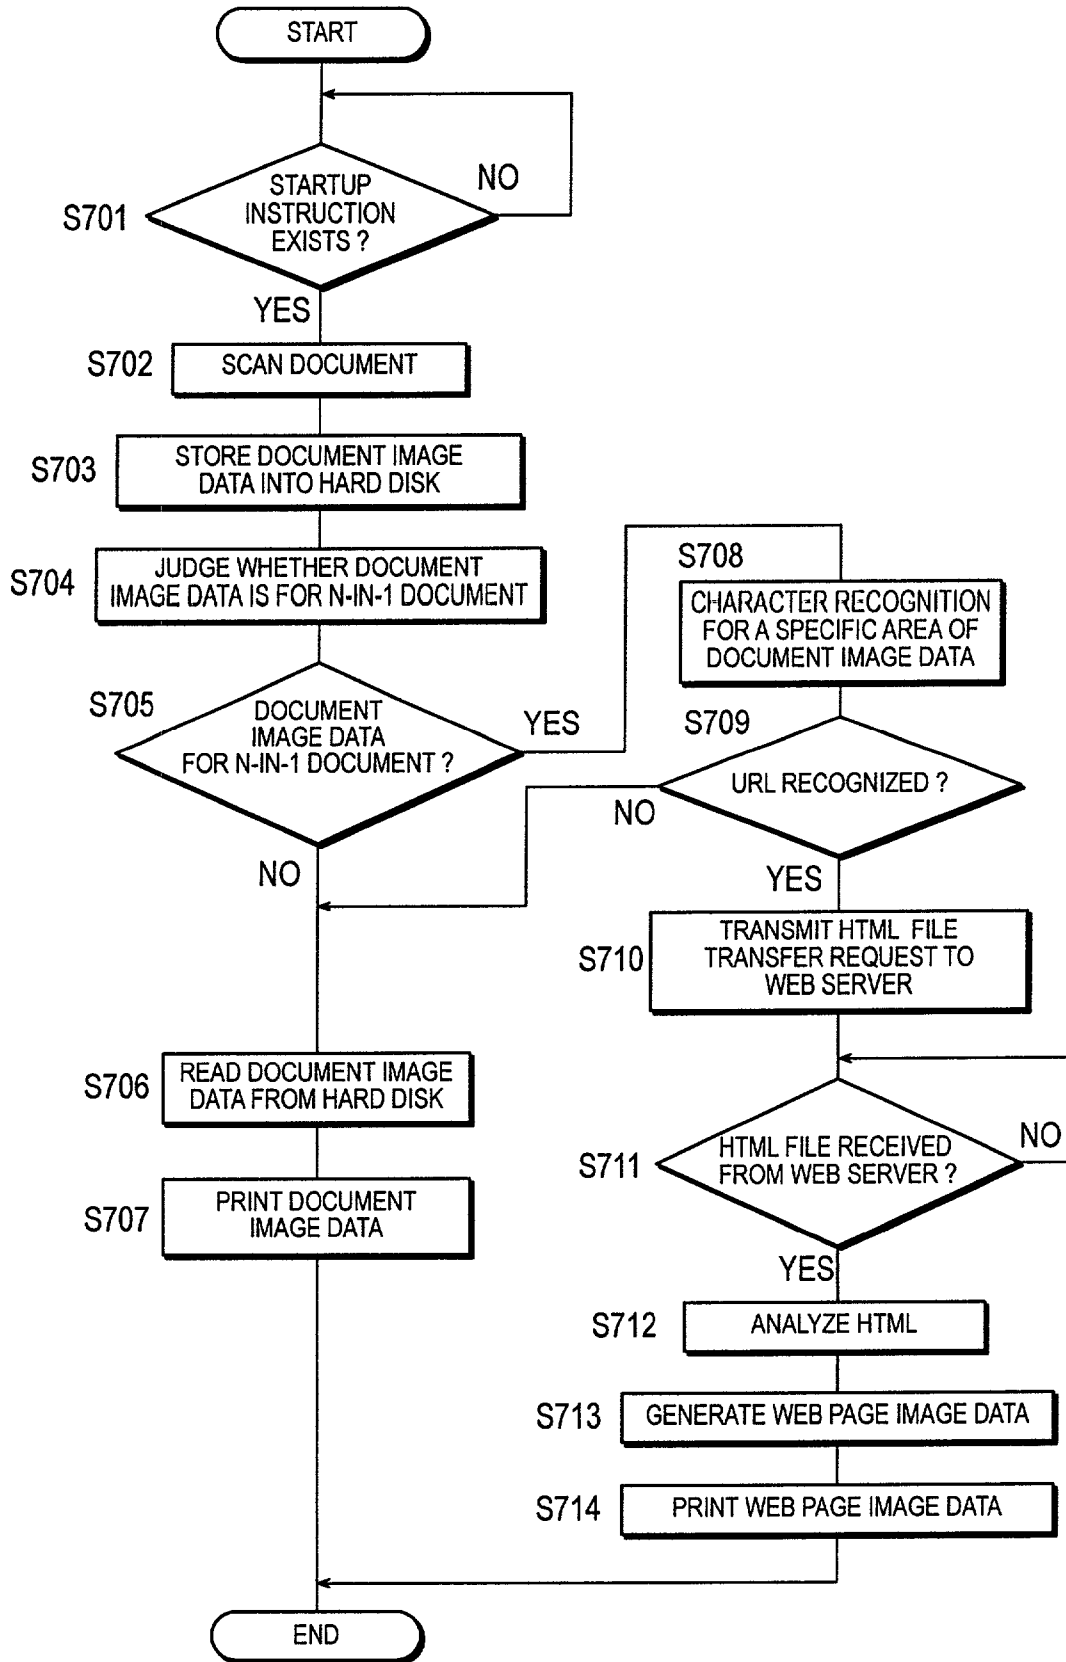 START
S701
STARTUP
INSTRUCTION
EXISTS ?
NO
YES
S702
SCAN DOCUMENT
S703
STORE DOCUMENT IMAGE
DATA INTO HARD DISK
S704
JUDGE WHETHER DOCUMENT
IMAGE DATA IS FOR N-IN-1 DOCUMENT
S705
DOCUMENT
IMAGE DATA
FOR N-IN-1 DOCUMENT ?
YES
NO
S706
READ DOCUMENT IMAGE
DATA FROM HARD DISK
S707
PRINT DOCUMENT
IMAGE DATA
S708
CHARACTER RECOGNITION
FOR A SPECIFIC AREA OF
DOCUMENT IMAGE DATA
S709
URL RECOGNIZED ?
NO
YES
S710
TRANSMIT HTML FILE
TRANSFER REQUEST TO
WEB SERVER
S711
HTML FILE RECEIVED
FROM WEB SERVER ?
NO
YES
S712
ANALYZE HTML
S713
GENERATE WEB PAGE IMAGE DATA
S714
PRINT WEB PAGE IMAGE DATA
END